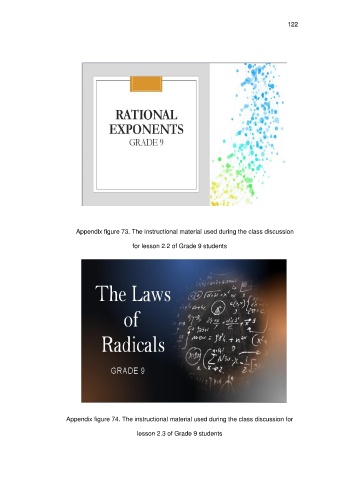 122
RATIONAL
EXPONENTS
GRADE 9
Appendix figure 73. The instructional material used during the class discussion
for lesson 2.2 of Grade 9 students
The Laws
of
Radicals
GRADE 9
Appendix figure 74. The instructional material used during the class discussion for
lesson 2.3 of Grade 9 students